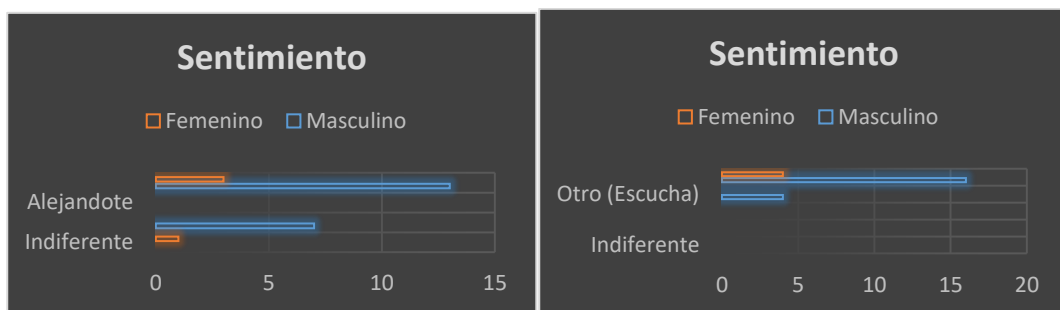 Sentimiento
Femenino Masculino
Alejandote
Indiferente
0 5 10 15
Sentimiento
Femenino Masculino
Otro (Escucha)
Indiferente
0 5 10 15 20